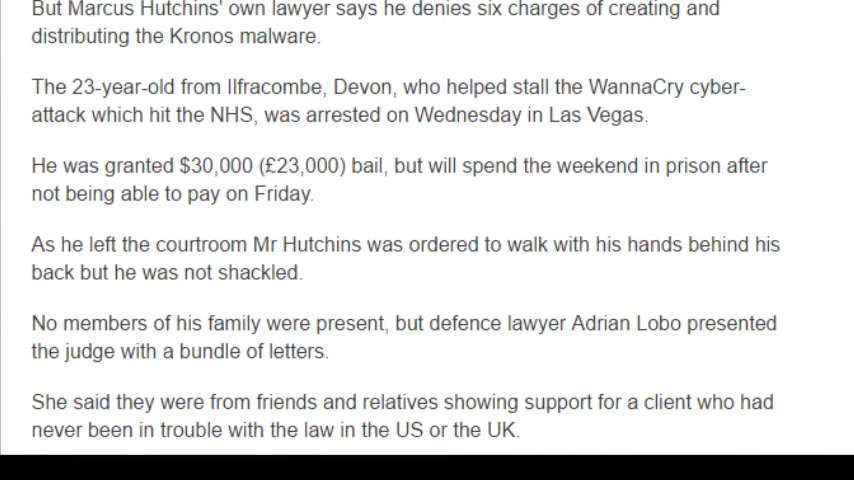 But Marcus Hutchins' own lawyer says he denies six charges of creating and
distributing the Kronos malware.
The 23-year-old from Ilfracombe, Devon, who helped stall the WannaCry cyber-
attack which hit the NHS, was arrested on Wednesday in Las Vegas.
He was granted $30,000 (£23,000) bail, but will spend the weekend in prison after
not being able to pay on Friday.
As he left the courtroom Mr Hutchins was ordered to walk with his hands behind his
back but he was not shackled.
No members of his family were present, but defence lawyer Adrian Lobo presented
the judge with a bundle of letters.
She said they were from friends and relatives showing support for a client who had
never been in trouble with the law in the US or the UK.